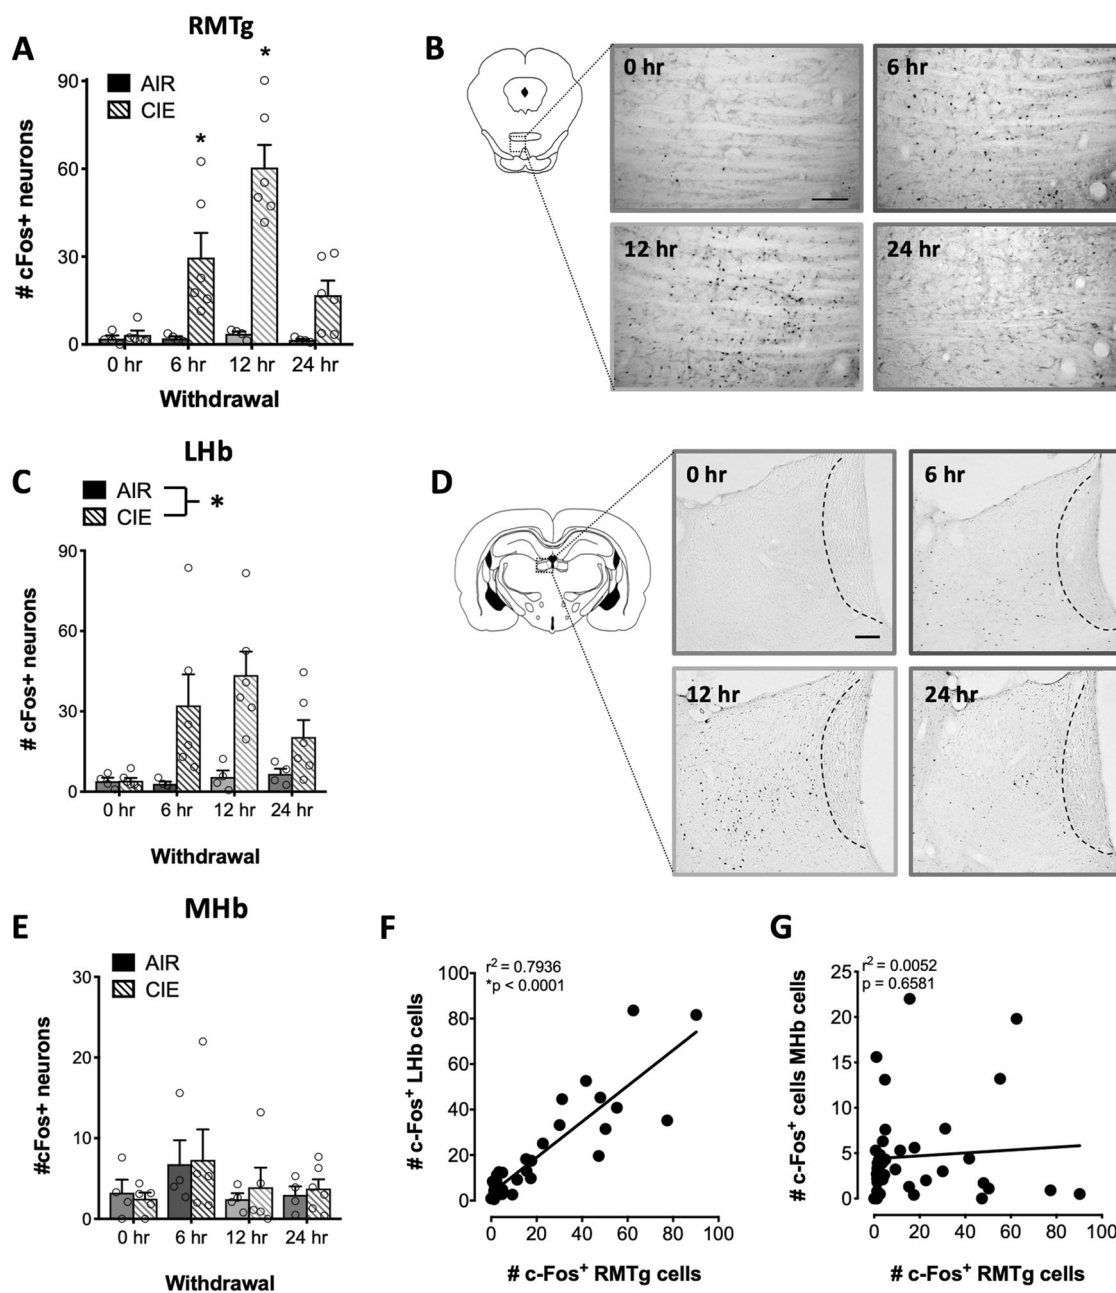 A
RMTg
AIR
CIE
# cFos+ neurons
90
60
30
0
*
*
0 hr
6 hr
12 hr
24 hr
Withdrawal
B
0 hr
6 hr
12 hr
24 hr
C
LHb
AIR
CIE
*
# cFos+ neurons
90
60
30
0
0 hr
6 hr
12 hr
24 hr
Withdrawal
D
0 hr
6 hr
12 hr
24 hr
E
MHb
AIR
CIE
#cFos+ neurons
30
20
10
0
0 hr
6 hr
12 hr
24 hr
Withdrawal
F
r² = 0.7936
*p < 0.0001
# c-Fos⁺ LHb cells
100
80
60
40
20
0
0 20 40 60 80 100
# c-Fos⁺ RMTg cells
G
r² = 0.0052
p = 0.6581
# c-Fos⁺ cells MHb cells
25
20
15
10
5
0
0 20 40 60 80 100
# c-Fos⁺ RMTg cells